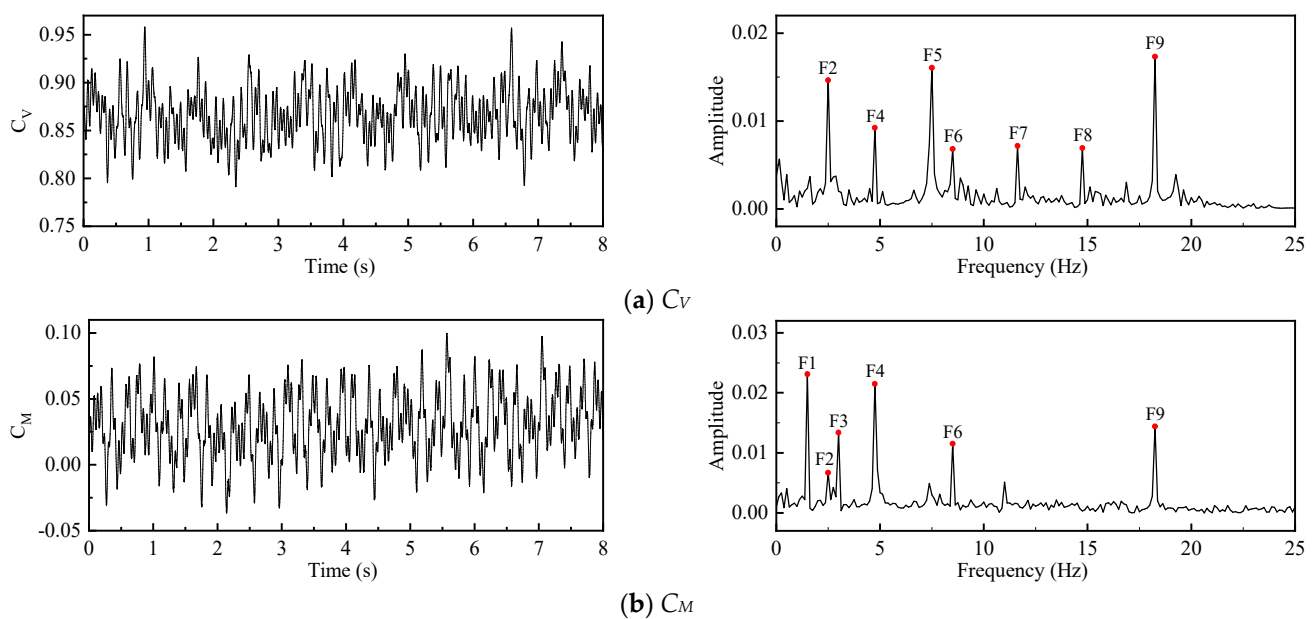 0.95
0.90
0.85
0.80
0.75
C_V
0 1 2 3 4 5 6 7 8
Time (s)
0.02
0.01
0.00
Amplitude
F2 F4 F5 F6 F7 F8 F9
0 5 10 15 20 25
Frequency (Hz)
(a) C_V
0.10
0.05
0.00
-0.05
C_M
0 1 2 3 4 5 6 7 8
Time (s)
0.03
0.02
0.01
0.00
Amplitude
F1 F2 F3 F4 F6 F9
0 5 10 15 20 25
Frequency (Hz)
(b) C_M